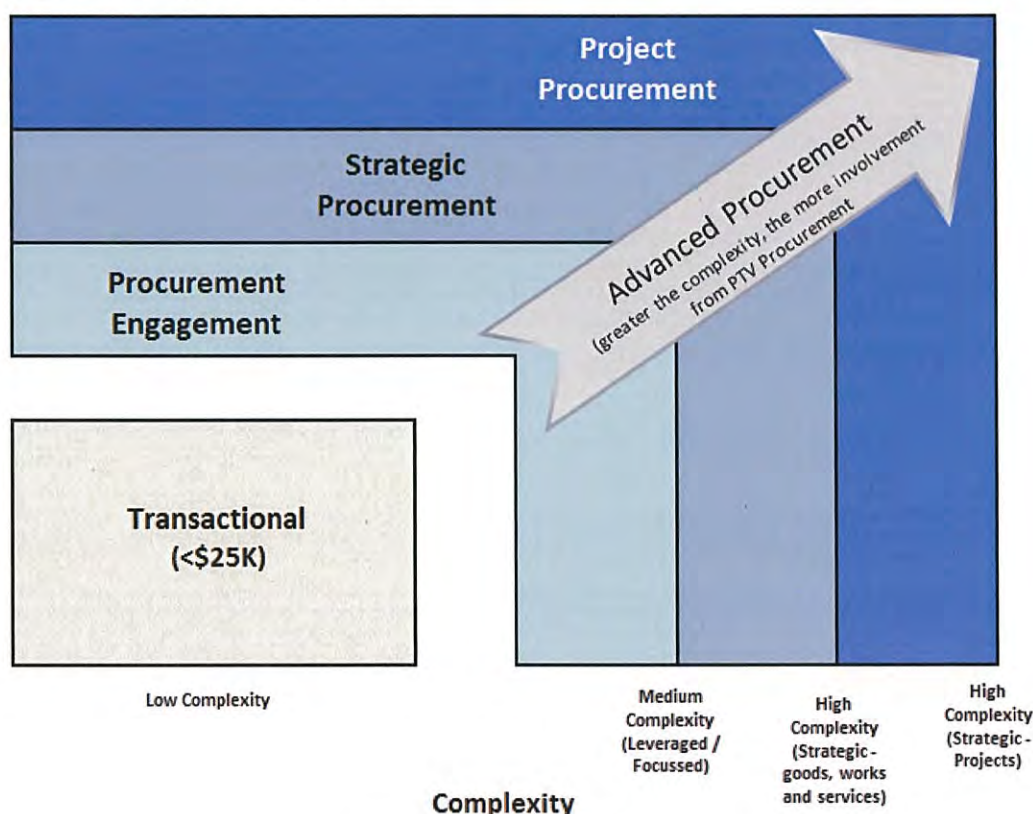 Project
Procurement
Strategic
Procurement
Procurement
Engagement
Advanced Procurement
(greater the complexity, the more involvement
from PTV Procurement
Transactional
(<$25K)
Low Complexity
Medium
Complexity
(Leveraged /
Focussed)
High
Complexity
(Strategic -
goods, works
and services)
High
Complexity
(Strategic -
Projects)
Complexity